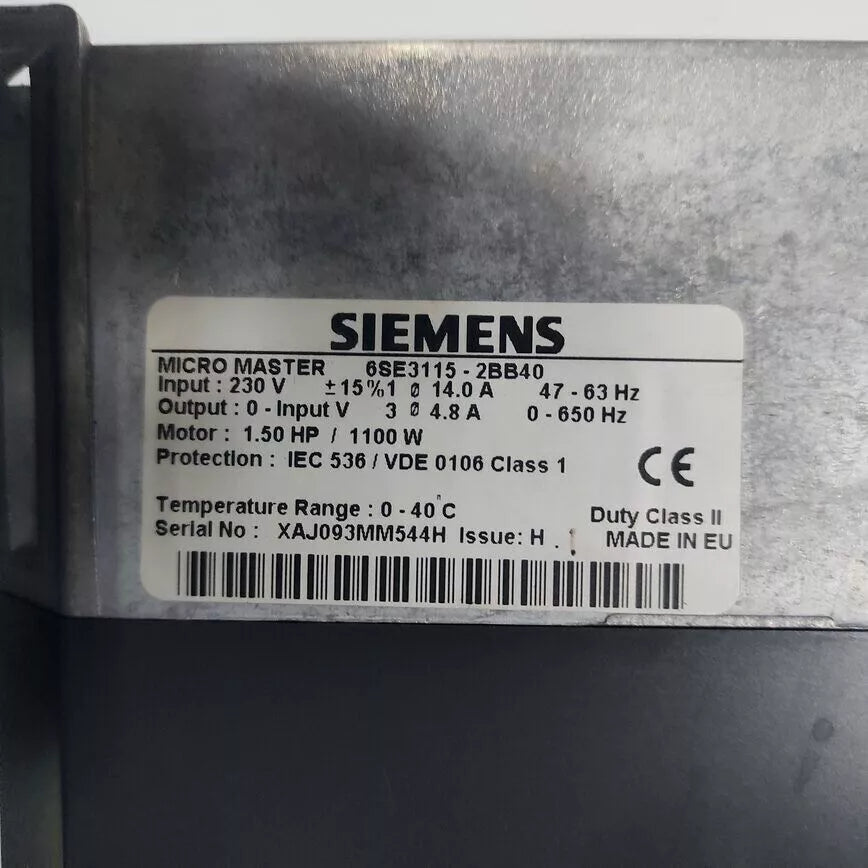 SIEMENS
MICRO MASTER 6SE3115 - 2BB40
Input : 230 V ±15%1 ø 14.0 A 47 - 63 Hz
Output : 0 - Input V 3 ø 4.8 A 0 - 650 Hz
Motor : 1.50 HP / 1100 W
Protection : IEC 536 / VDE 0106 Class 1
CE
Temperature Range : 0 - 40°C Duty Class II
Serial No : XAJ093MM544H Issue: H . MADE IN EU